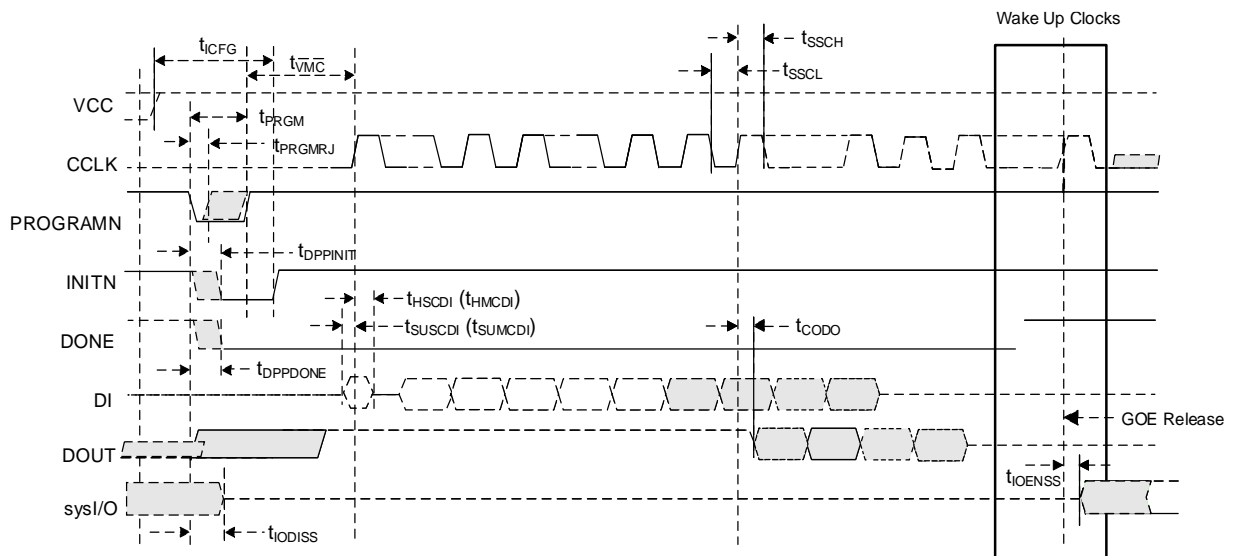 Wake Up Clocks
tICFG
tSSCH
tVMC
tSSCL
VCC
tPRGM
tPRGMRJ
CCLK
PROGRAMN
tDPPINIT
INITN
tHSCDI (tHMCDI)
tSUSCDI (tSUMCDI)
tCODO
DONE
tDPPDONE
DI
GOE Release
DOUT
tIOENSS
sysI/O
tIODISS